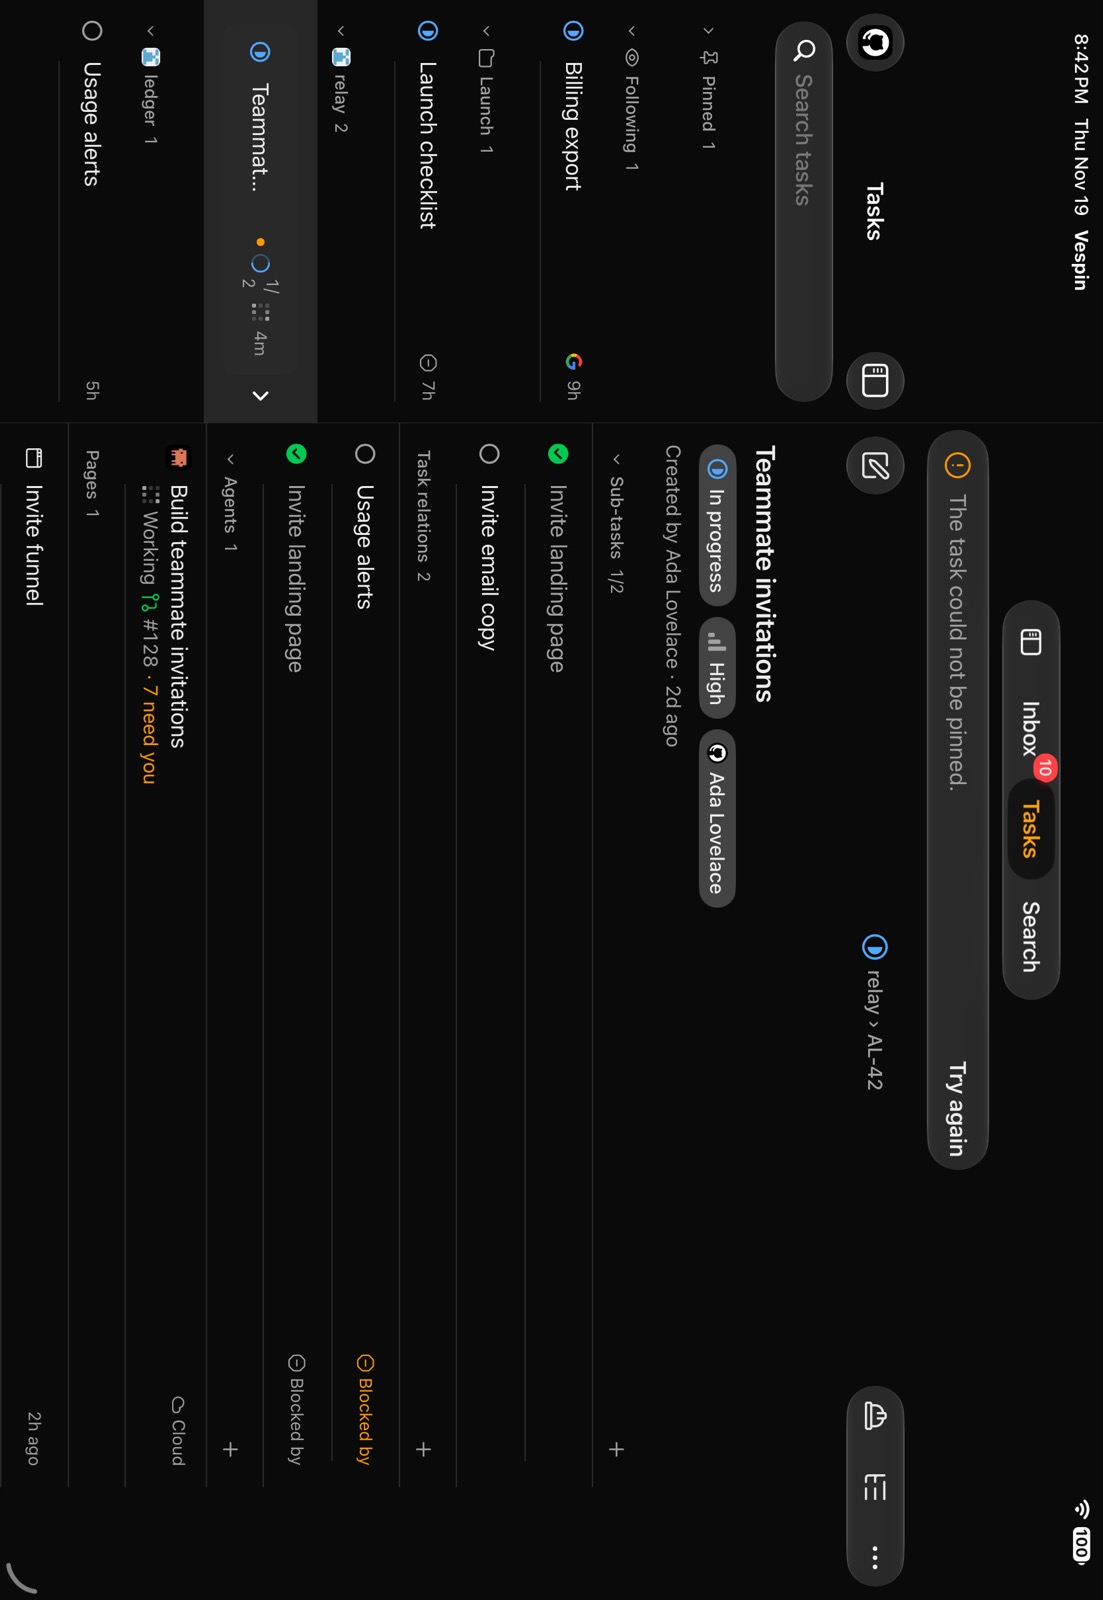 8:42 PM Thu Nov 19 Vespin
100
Inbox 10 Tasks Search
The task could not be pinned. Try again
Tasks
Search tasks
Pinned 1
Following 1
Billing export 9h
Launch 1
Launch checklist 7h
relay 2
Teammat... 1/2 4m
ledger 1
Usage alerts 5h
relay › AL-42
Teammate invitations
In progress High Ada Lovelace
Created by Ada Lovelace · 2d ago
Sub-tasks 1/2
Invite landing page
Invite email copy
Task relations 2
Usage alerts Blocked by
Invite landing page Blocked by
Agents 1
Build teammate invitations Cloud
Working #128 · 7 need you
Pages 1
Invite funnel 2h ago